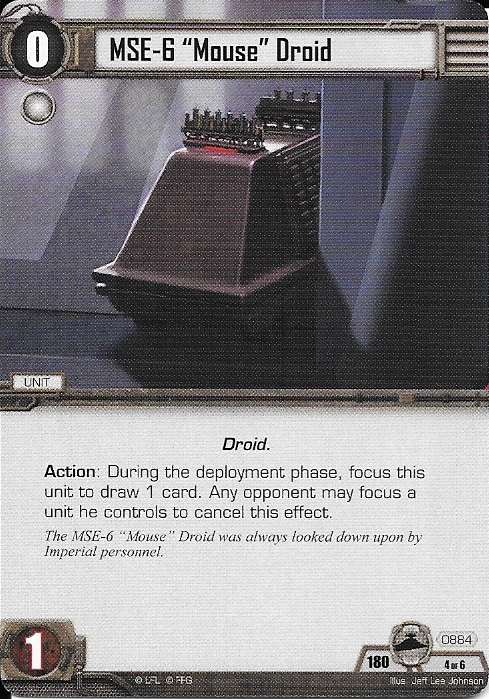 0
MSE-6 “Mouse” Droid
UNIT
Droid.
Action: During the deployment phase, focus this
unit to draw 1 card. Any opponent may focus a
unit he controls to cancel this effect.
The MSE-6 “Mouse” Droid was always looked down upon by
Imperial personnel.
1
180
0884
4 OF 6
© LFL © FFG
Illus. Jeff Lee Johnson